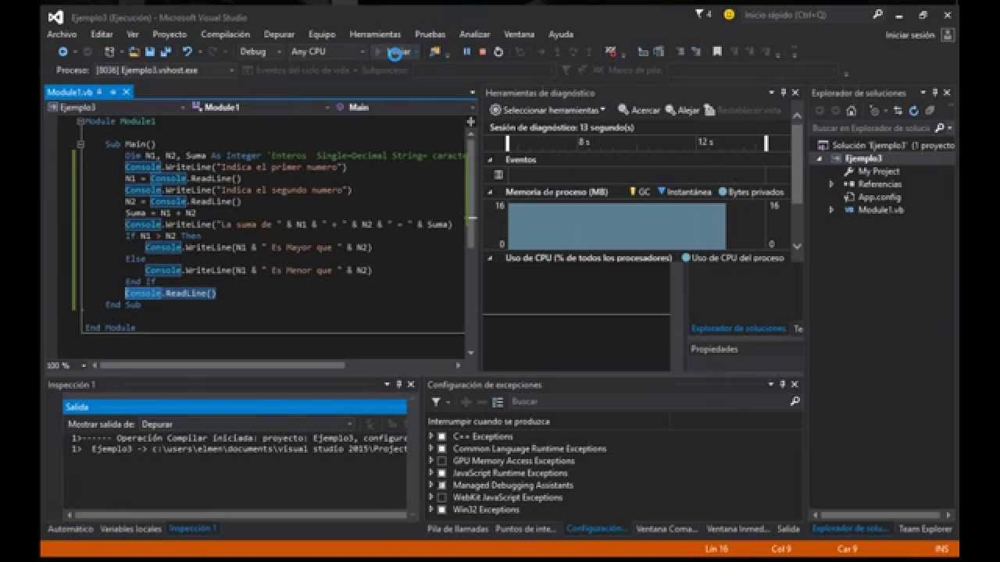 Ejemplo3 (Ejecución) - Microsoft Visual Studio
4
Inicio rápido (Ctrl+Q)
Archivo Editar Ver Proyecto Compilación Depurar Equipo Herramientas Pruebas Analizar Ventana Ayuda
Iniciar sesión
Debug Any CPU
Proceso: [8036] Ejemplo3.vshost.exe Eventos del ciclo de vida Subproceso: Marco de pila:
Module1.vb
Ejemplo3 Module1 Main
Module Module1
Sub Main()
Dim N1, N2, Suma As Integer 'Enteros Single=Decimal String= caracte
Console.WriteLine("Indica el primer numero")
N1 = Console.ReadLine()
Console.WriteLine("Indica el segundo numero")
N2 = Console.ReadLine()
Suma = N1 + N2
Console.WriteLine("La suma de " & N1 & " + " & N2 & " = " & Suma)
If N1 > N2 Then
Console.WriteLine(N1 & " Es Mayor que " & N2)
Else
Console.WriteLine(N1 & " Es Menor que " & N2)
End If
Console.ReadLine()
End Sub
End Module
100 %
Herramientas de diagnóstico
Seleccionar herramientas Acercar Alejar Restablecer vista
Sesión de diagnóstico: 13 segundo(s)
8 s 12 s
Eventos
Memoria de proceso (MB) GC Instantánea Bytes privados
16 16
0 0
Uso de CPU (% de todos los procesadores) Uso de CPU del proceso
Explorador de soluciones Te
Propiedades
Explorador de soluciones
Buscar en Explorador de solucio
Solución 'Ejemplo3' (1 proyecto
Ejemplo3
My Project
Referencias
App.config
Module1.vb
Inspección 1
Salida
Mostrar salida de: Depurar
1>------ Operación Compilar iniciada: proyecto: Ejemplo3, configura
1> Ejemplo3 -> c:\users\elmen\documents\visual studio 2015\Project
Automático Variables locales Inspección 1
Configuración de excepciones
Buscar
Interrumpir cuando se produzca
C++ Exceptions
Common Language Runtime Exceptions
GPU Memory Access Exceptions
JavaScript Runtime Exceptions
Managed Debugging Assistants
WebKit JavaScript Exceptions
Win32 Exceptions
Pila de llamadas Puntos de inte... Configuración... Ventana Coma... Ventana Inmed... Salida
Explorador de solu... Team Explorer
Lín 16 Col 9 Car 9 INS